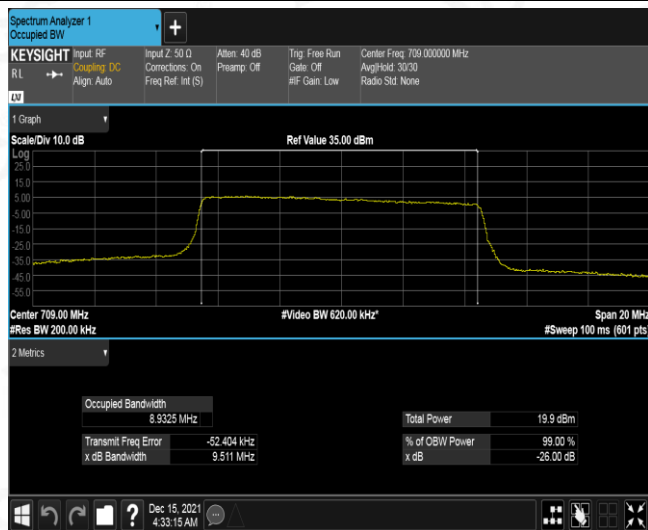 Spectrum Analyzer 1
Occupied BW
+
KEYSIGHT Input: RF Input Z: 50 Ω Atten: 40 dB Trig: Free Run Center Freq: 709.000000 MHz
RL Coupling: DC Corrections: On Preamp: Off Gate: Off Avg|Hold: 30/30
Align: Auto Freq Ref: Int (S) #IF Gain: Low Radio Std: None
LXI
1 Graph
Scale/Div 10.0 dB Ref Value 35.00 dBm
Log
25.0
15.0
5.00
-5.00
-15.0
-25.0
-35.0
-45.0
-55.0
Center 709.00 MHz #Video BW 620.00 kHz* Span 20 MHz
#Res BW 200.00 kHz #Sweep 100 ms (601 pts)
2 Metrics
Occupied Bandwidth
8.9325 MHz Total Power 19.9 dBm
Transmit Freq Error -52.404 kHz % of OBW Power 99.00 %
x dB Bandwidth 9.511 MHz x dB -26.00 dB
? Dec 15, 2021
4:33:15 AM